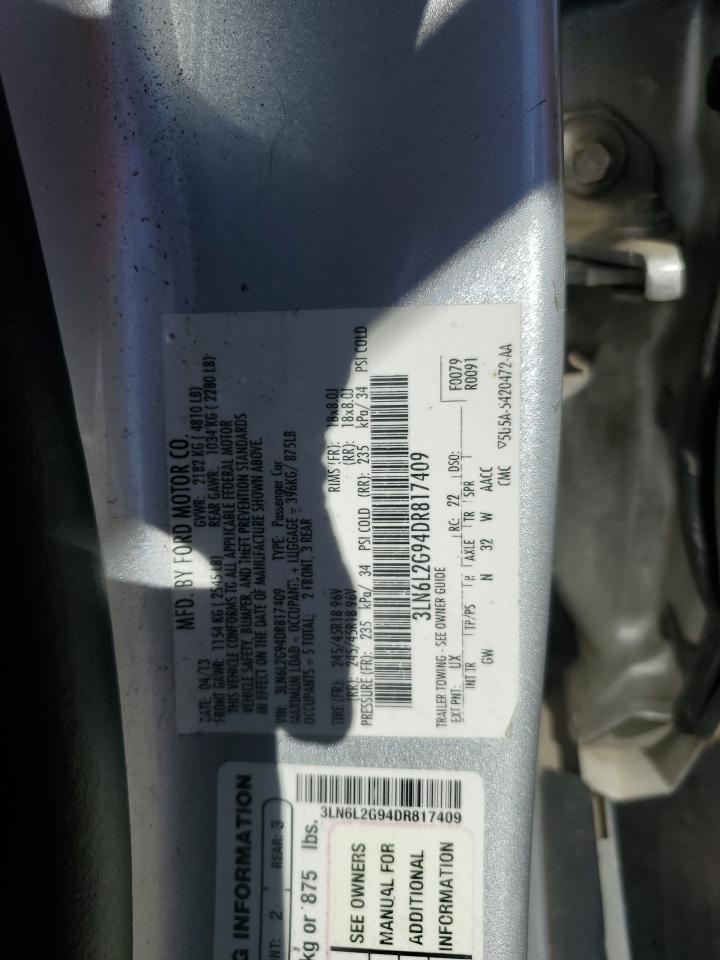 MFD. BY FORD MOTOR CO.
DATE: 04/13 GVWR: 2182 KG ( 4810 LB)
FRONT GAWR: 1154 KG ( 2545 LB) REAR GAWR: 1034 KG ( 2280 LB)
THIS VEHICLE CONFORMS TO ALL APPLICABLE FEDERAL MOTOR
VEHICLE SAFETY, BUMPER, AND THEFT PREVENTION STANDARDS
IN EFFECT ON THE DATE OF MANUFACTURE SHOWN ABOVE.
VIN: 3LN6L2G94DR817409 TYPE: Passenger Car
MAXIMUM LOAD = OCCUPANTS + LUGGAGE = 396KG/ 875LB
OCCUPANTS = 5 TOTAL; 2 FRONT, 3 REAR
TIRE (FR): 245/45R18 96V RIMS (FR): 18x8.0J
(RR): 245/45R18 96V (RR): 18x8.0J
PRESSURE (FR): 235 kPa/ 34 PSI COLD (RR): 235 kPa/ 34 PSI COLD
3LN6L2G94DR817409
TRAILER TOWING - SEE OWNER GUIDE
F0079
R0091
EXT PNT: UX RC: 22 DSO:
INT TR TP/PS AXLE TR SPR
GW N 32 W AACC
CMC
▽5U5A-5420472-AA
G INFORMATION
NT: 2 REAR: 3
kg or 875 lbs.
3LN6L2G94DR817409
SEE OWNERS
MANUAL FOR
ADDITIONAL
INFORMATION